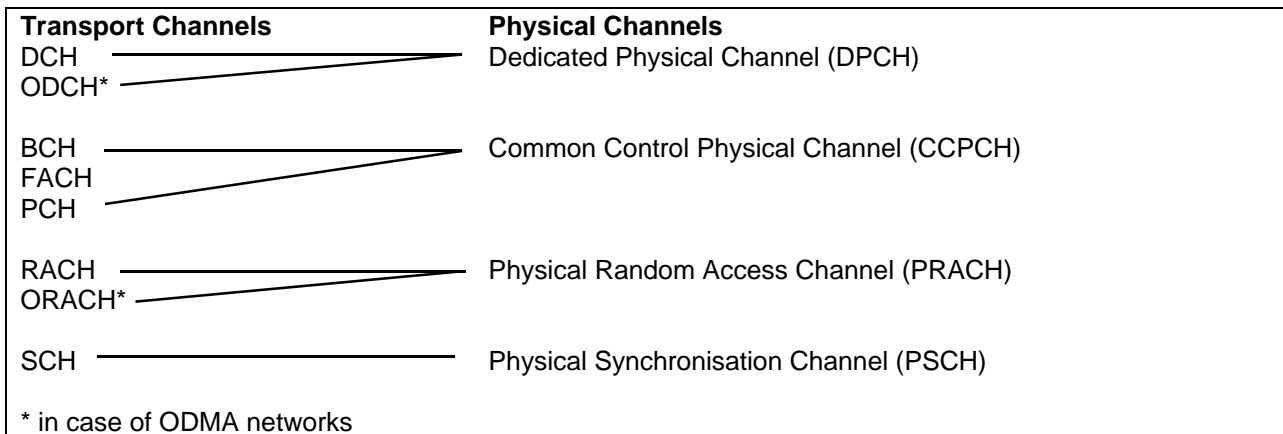 Transport Channels Physical Channels
DCH Dedicated Physical Channel (DPCH)
ODCH*
BCH Common Control Physical Channel (CCPCH)
FACH
PCH
RACH Physical Random Access Channel (PRACH)
ORACH*
SCH Physical Synchronisation Channel (PSCH)
* in case of ODMA networks